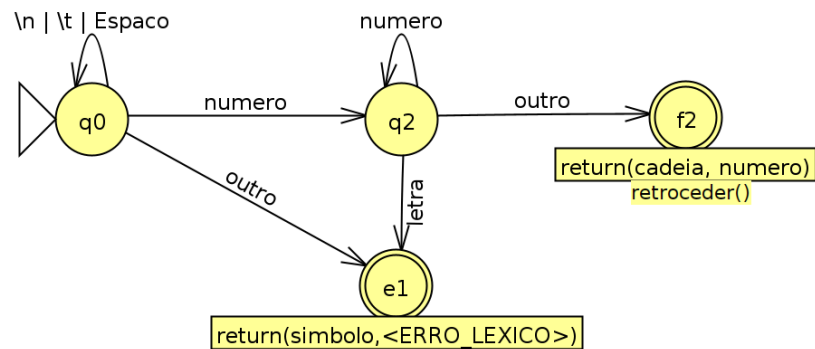 \n | \t | Espaco
numero
q0
numero
q2
outro
f2
return(cadeia, numero)
retroceder()
outro
letra
e1
return(simbolo,<ERRO_LEXICO>)